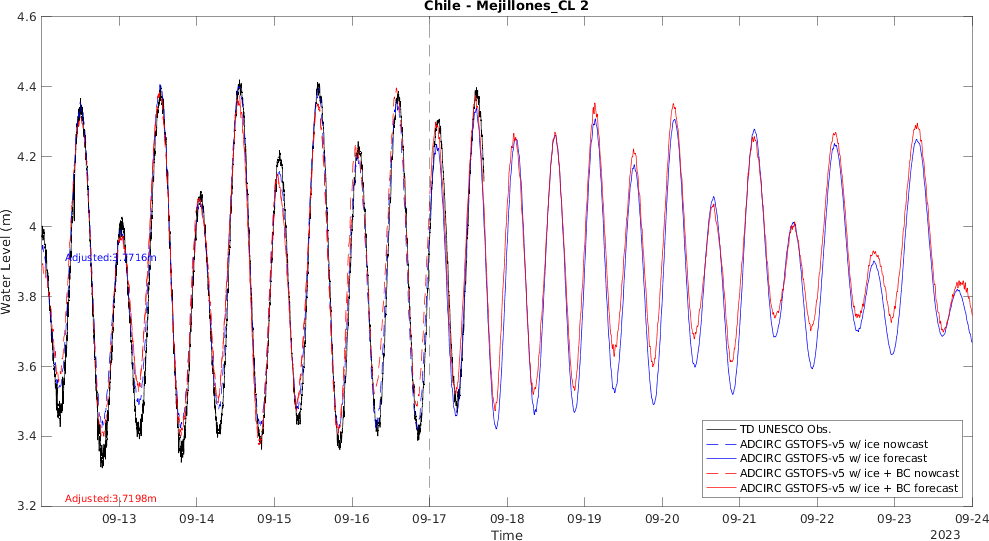 Chile - Mejillones_CL 2
4.6
4.4
4.2
4
3.8
3.6
3.4
3.2
Water Level (m)
Adjusted:3.7716m
Adjusted:3.7198m
TD UNESCO Obs.
ADCIRC GSTOFS-v5 w/ ice nowcast
ADCIRC GSTOFS-v5 w/ ice forecast
ADCIRC GSTOFS-v5 w/ ice + BC nowcast
ADCIRC GSTOFS-v5 w/ ice + BC forecast
09-13 09-14 09-15 09-16 09-17 09-18 09-19 09-20 09-21 09-22 09-23 09-24
Time
2023